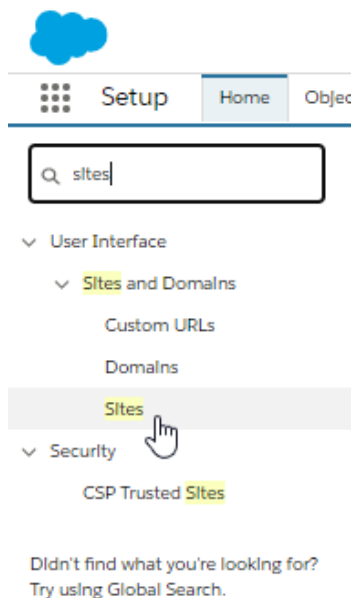 Setup
Home
Objec
sites
User Interface
Sites and Domains
Custom URLs
Domains
Sites
Security
CSP Trusted Sites
Didn't find what you're looking for?
Try using Global Search.